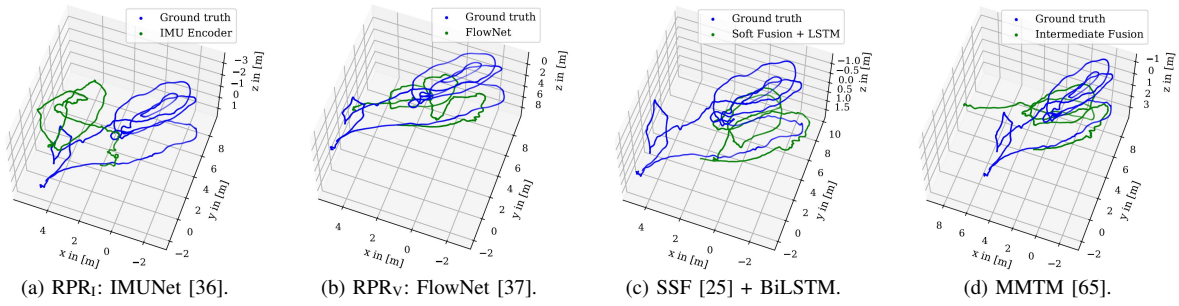 Ground truth
IMU Encoder
−3
−2
−1
0
1
z in [m]
8
6
4
2
0
−2
y in [m]
4
2
0
−2
x in [m]
(a) RPRI: IMUNet [36].
Ground truth
FlowNet
0
2
4
6
8
z in [m]
8
6
4
2
0
−2
y in [m]
4
2
0
−2
x in [m]
(b) RPRV: FlowNet [37].
Ground truth
Soft Fusion + LSTM
−1.0
−0.5
0.0
0.5
1.0
1.5
z in [m]
10
8
6
4
2
0
−2
y in [m]
4
2
0
−2
x in [m]
(c) SSF [25] + BiLSTM.
Ground truth
Intermediate Fusion
−1
0
1
2
3
z in [m]
8
6
4
2
0
−2
y in [m]
8
6
4
2
0
−2
x in [m]
(d) MMTM [65].